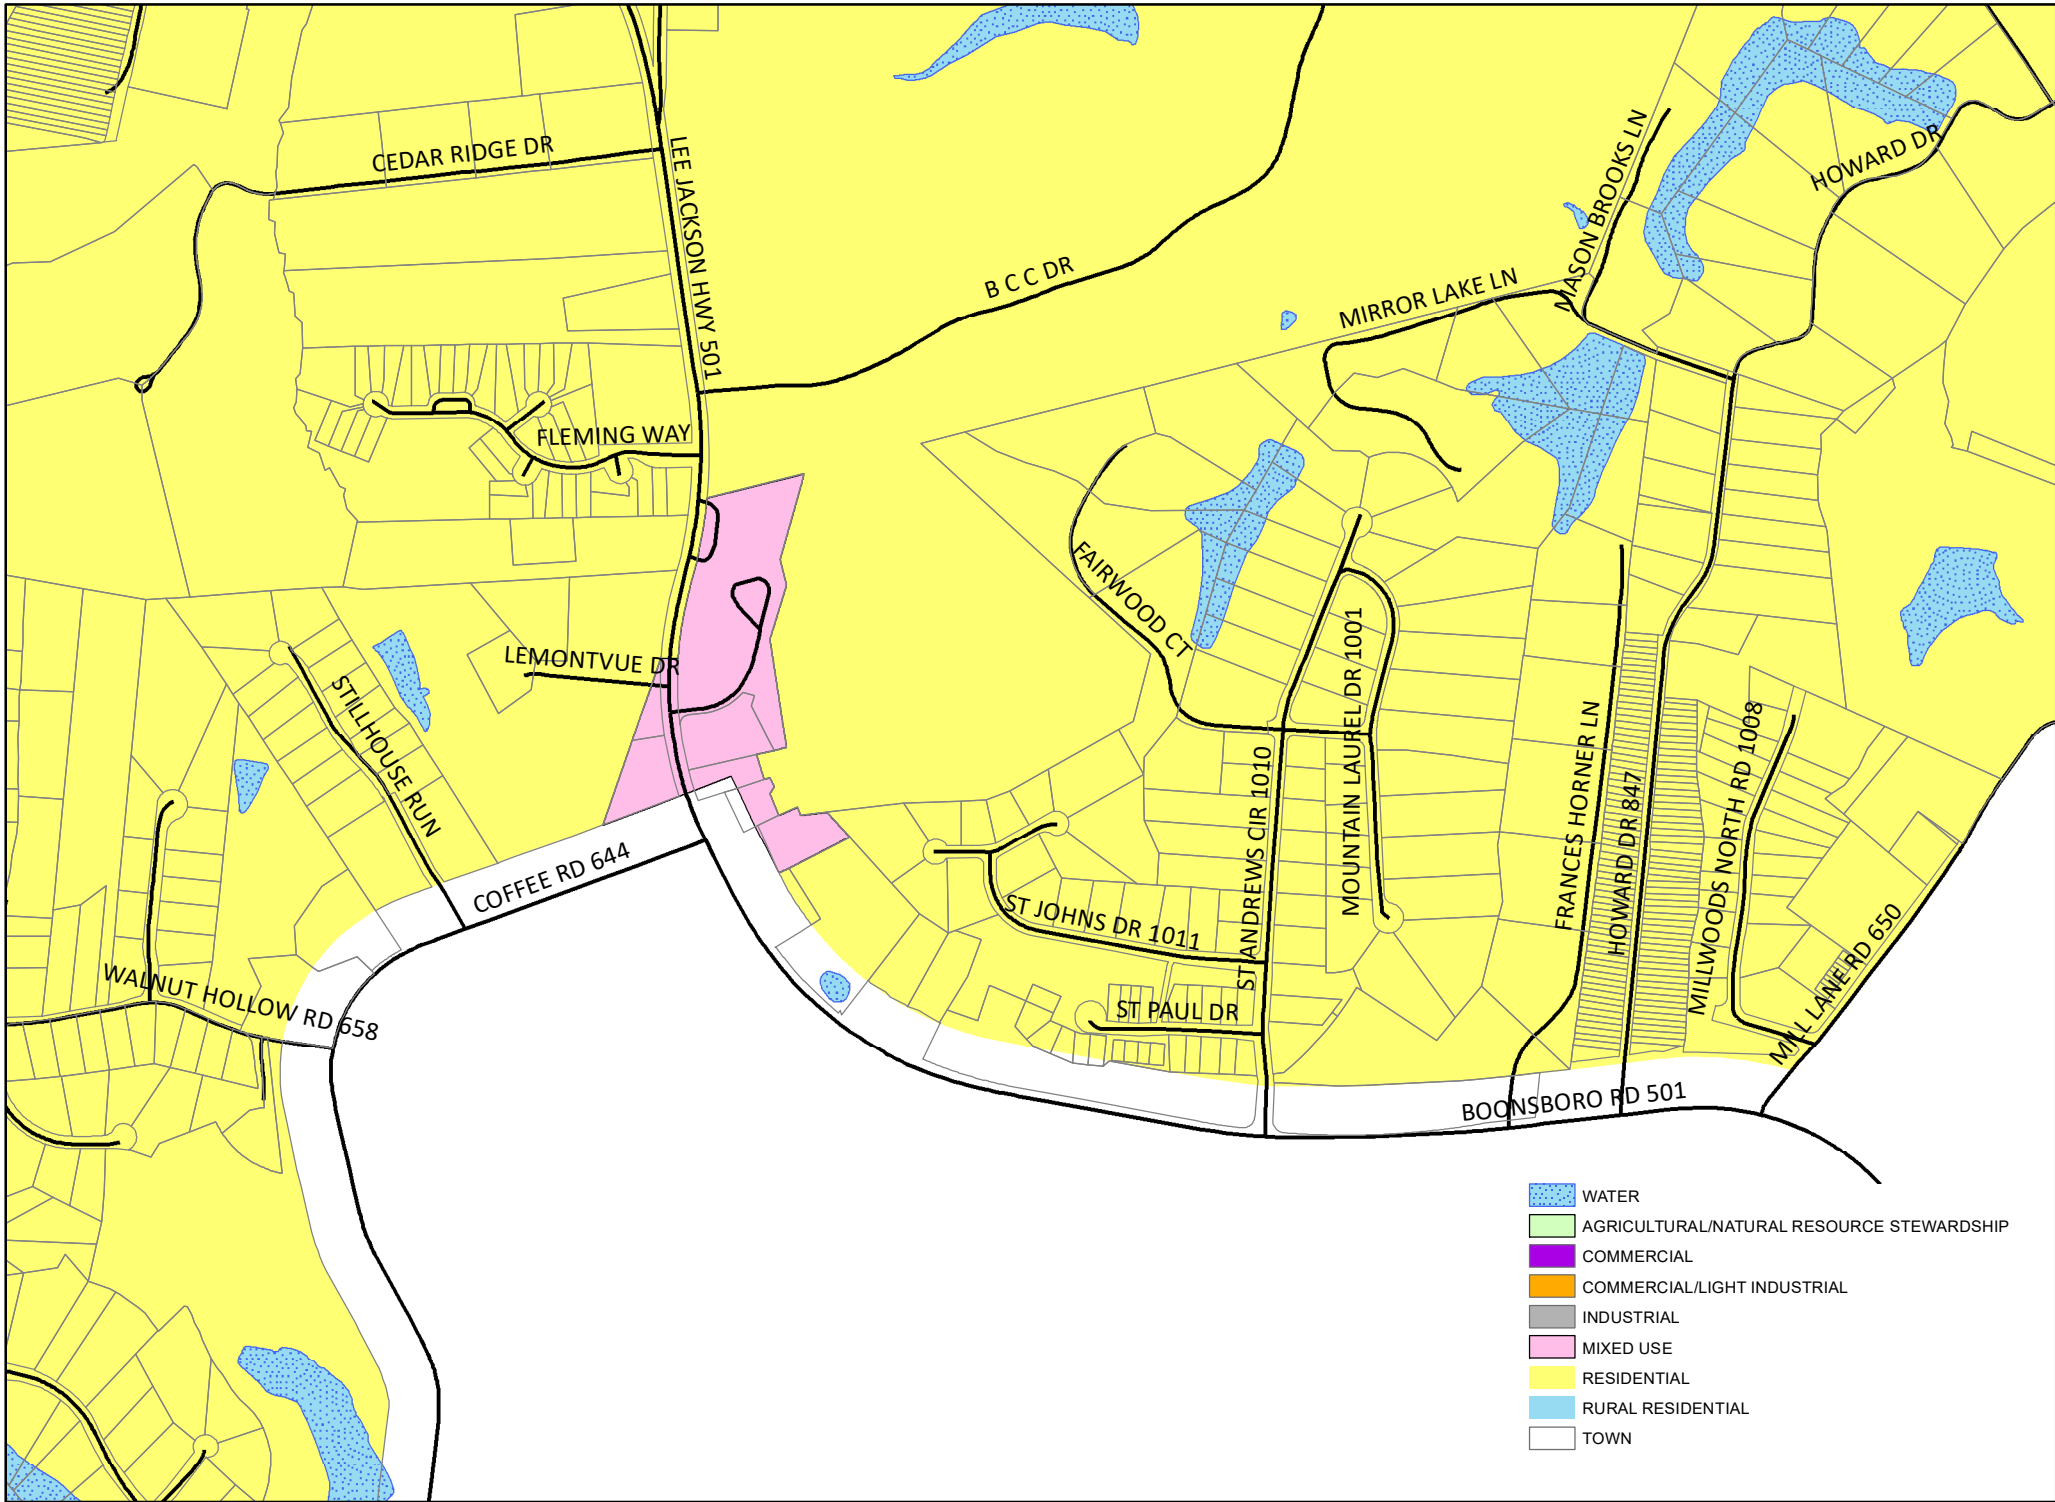 CEDAR RIDGE DR
LEE JACKSON HWY 501
B C C DR
MASON BROOKS LN
HOWARD DR
MIRROR LAKE LN
FLEMING WAY
FAIRWOOD CT
LEMONTVUE DR
STILLHOUSE RUN
MOUNTAIN LAUREL DR 1001
ST ANDREWS CIR 1010
FRANCES HORNER LN
HOWARD DR 847
MILLWOODS NORTH RD 1008
MILL LANE RD 650
COFFEE RD 644
ST JOHNS DR 1011
ST PAUL DR
WALNUT HOLLOW RD 658
BOONSBORO RD 501
WATER
AGRICULTURAL/NATURAL RESOURCE STEWARDSHIP
COMMERCIAL
COMMERCIAL/LIGHT INDUSTRIAL
INDUSTRIAL
MIXED USE
RESIDENTIAL
RURAL RESIDENTIAL
TOWN